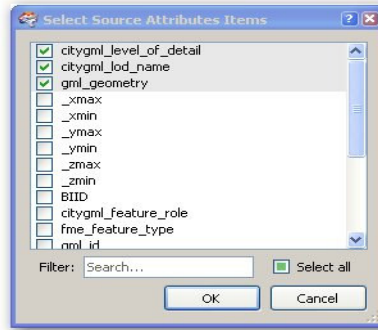 Select Source Attributes Items
citygml_level_of_detail
citygml_lod_name
gml_geometry
_xmax
_xmin
_ymax
_ymin
_zmax
_zmin
BIID
citygml_feature_role
fme_feature_type
gml_id
Filter: Search... Select all
OK Cancel